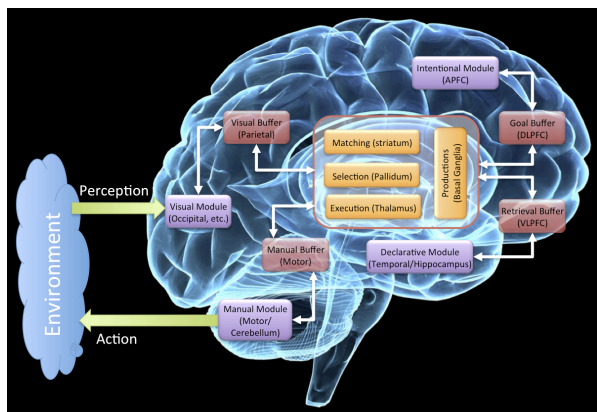 Intentional Module
(APFC)
Visual Buffer
(Parietal)
Goal Buffer
(DLPFC)
Matching (striatum)
Selection (Pallidum)
Execution (Thalamus)
Productions
(Basal Ganglia)
Perception
Visual Module
(Occipital, etc.)
Retrieval Buffer
(VLPFC)
Manual Buffer
(Motor)
Declarative Module
(Temporal/Hippocampus)
Environment
Manual Module
(Motor/
Cerebellum)
Action